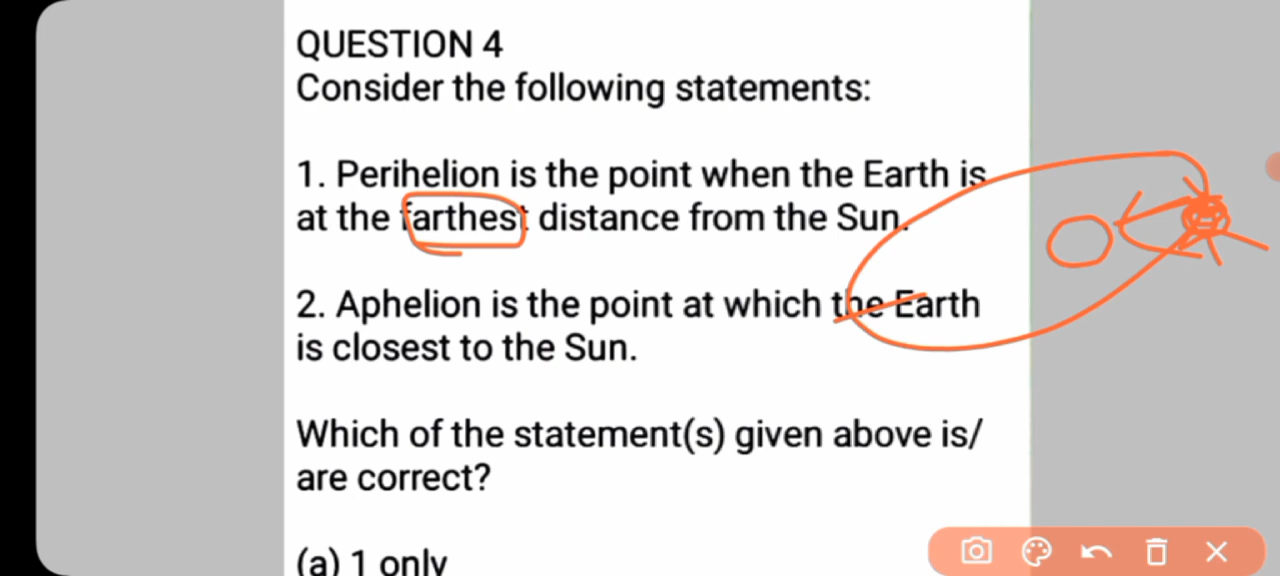 QUESTION 4
Consider the following statements:
1. Perihelion is the point when the Earth is
at the farthest distance from the Sun.
2. Aphelion is the point at which the Earth
is closest to the Sun.
Which of the statement(s) given above is/
are correct?
(a) 1 only